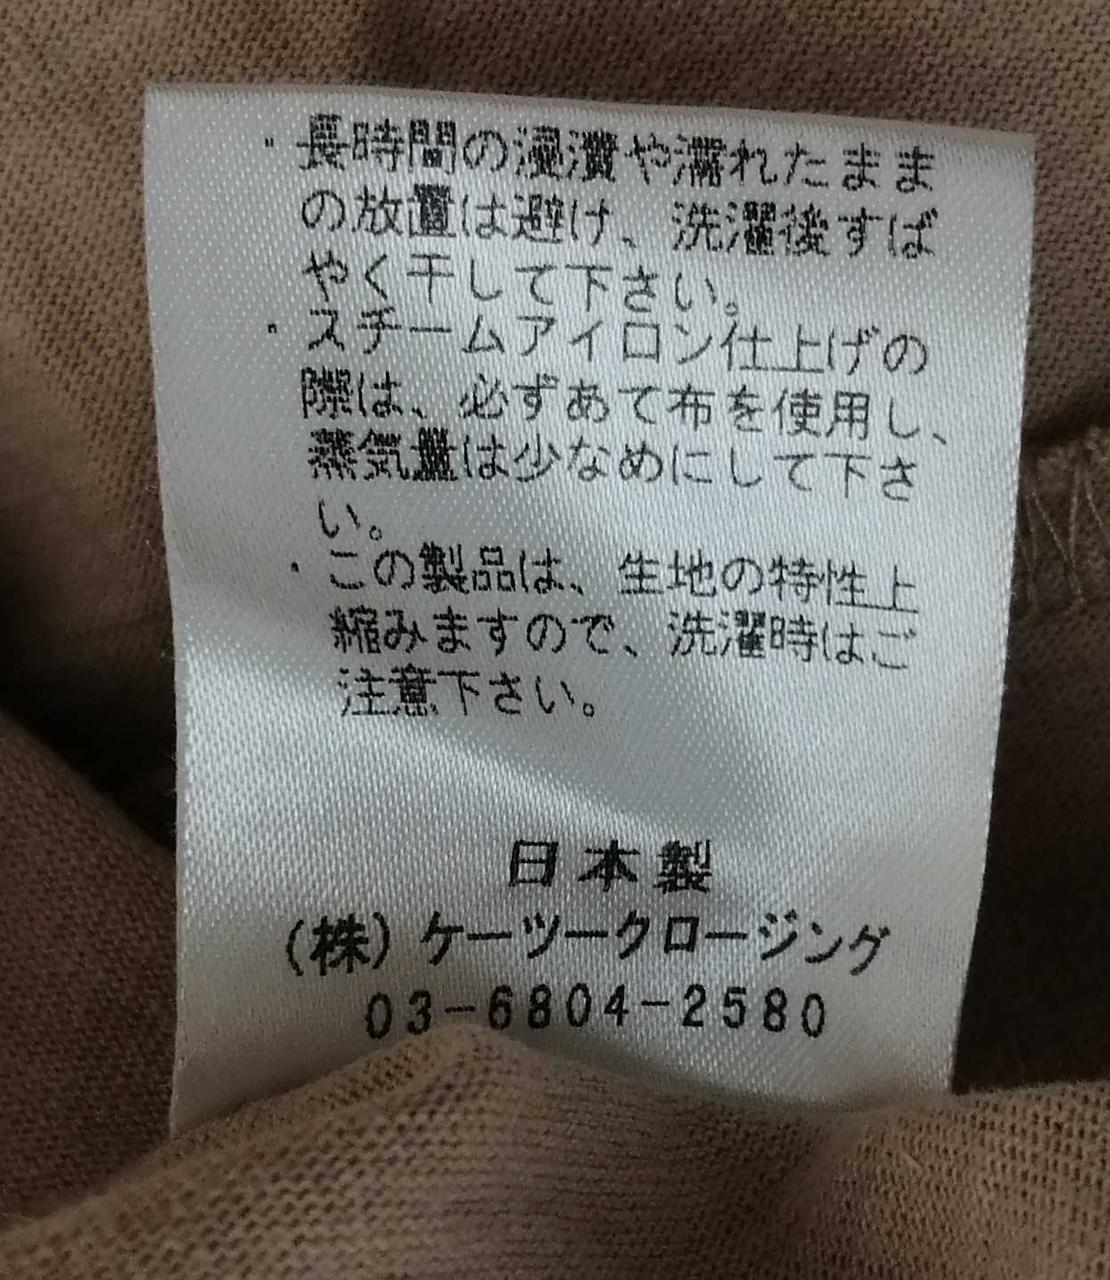 ・長時間の浸漬や濡れたまま
の放置は避け、洗濯後すば
やく干して下さい。
・スチームアイロン仕上げの
際は、必ずあて布を使用し、
蒸気量は少なめにして下さ
い。
・この製品は、生地の特性上
縮みますので、洗濯時はご
注意下さい。
日本製
(株)ケーツークロージング
03-6804-2580